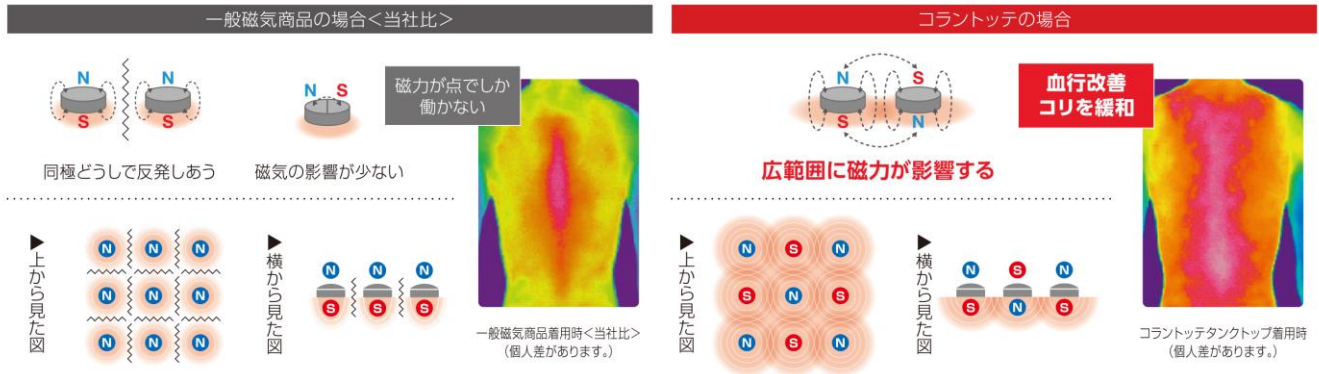 一般磁気商品の場合＜当社比＞
N
N
S
S
同極どうしで反発しあう
N S
磁気の影響が少ない
磁力が点でしか
働かない
▶上から見た図
N N N
N N N
N N N
▶横から見た図
N N N
S S S
一般磁気商品着用時＜当社比＞
（個人差があります。）
コラントッテの場合
N S
S N
広範囲に磁力が影響する
血行改善
コリを緩和
▶上から見た図
N S N
S N S
N S N
▶横から見た図
N S N
S N S
コラントッテタンクトップ着用時
（個人差があります。）